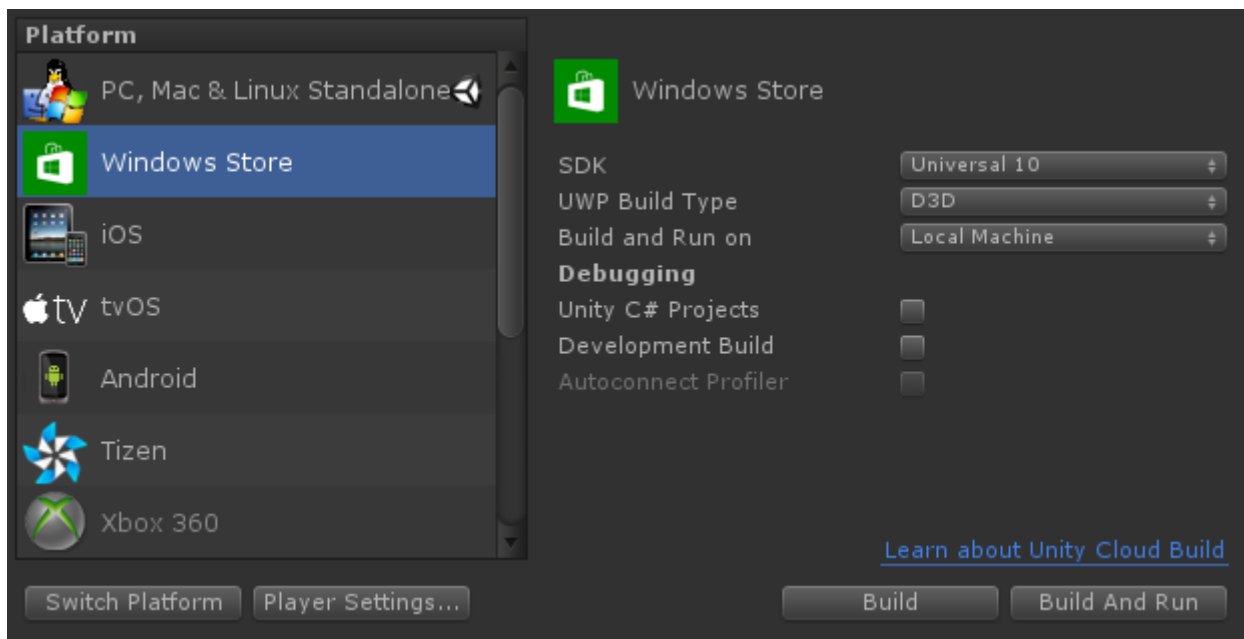 Platform
PC, Mac & Linux Standalone
Windows Store
iOS
tv tvOS
Android
Tizen
Xbox 360
Switch Platform Player Settings...
Windows Store
SDK Universal 10
UWP Build Type D3D
Build and Run on Local Machine
Debugging
Unity C# Projects
Development Build
Autoconnect Profiler
Learn about Unity Cloud Build
Build Build And Run